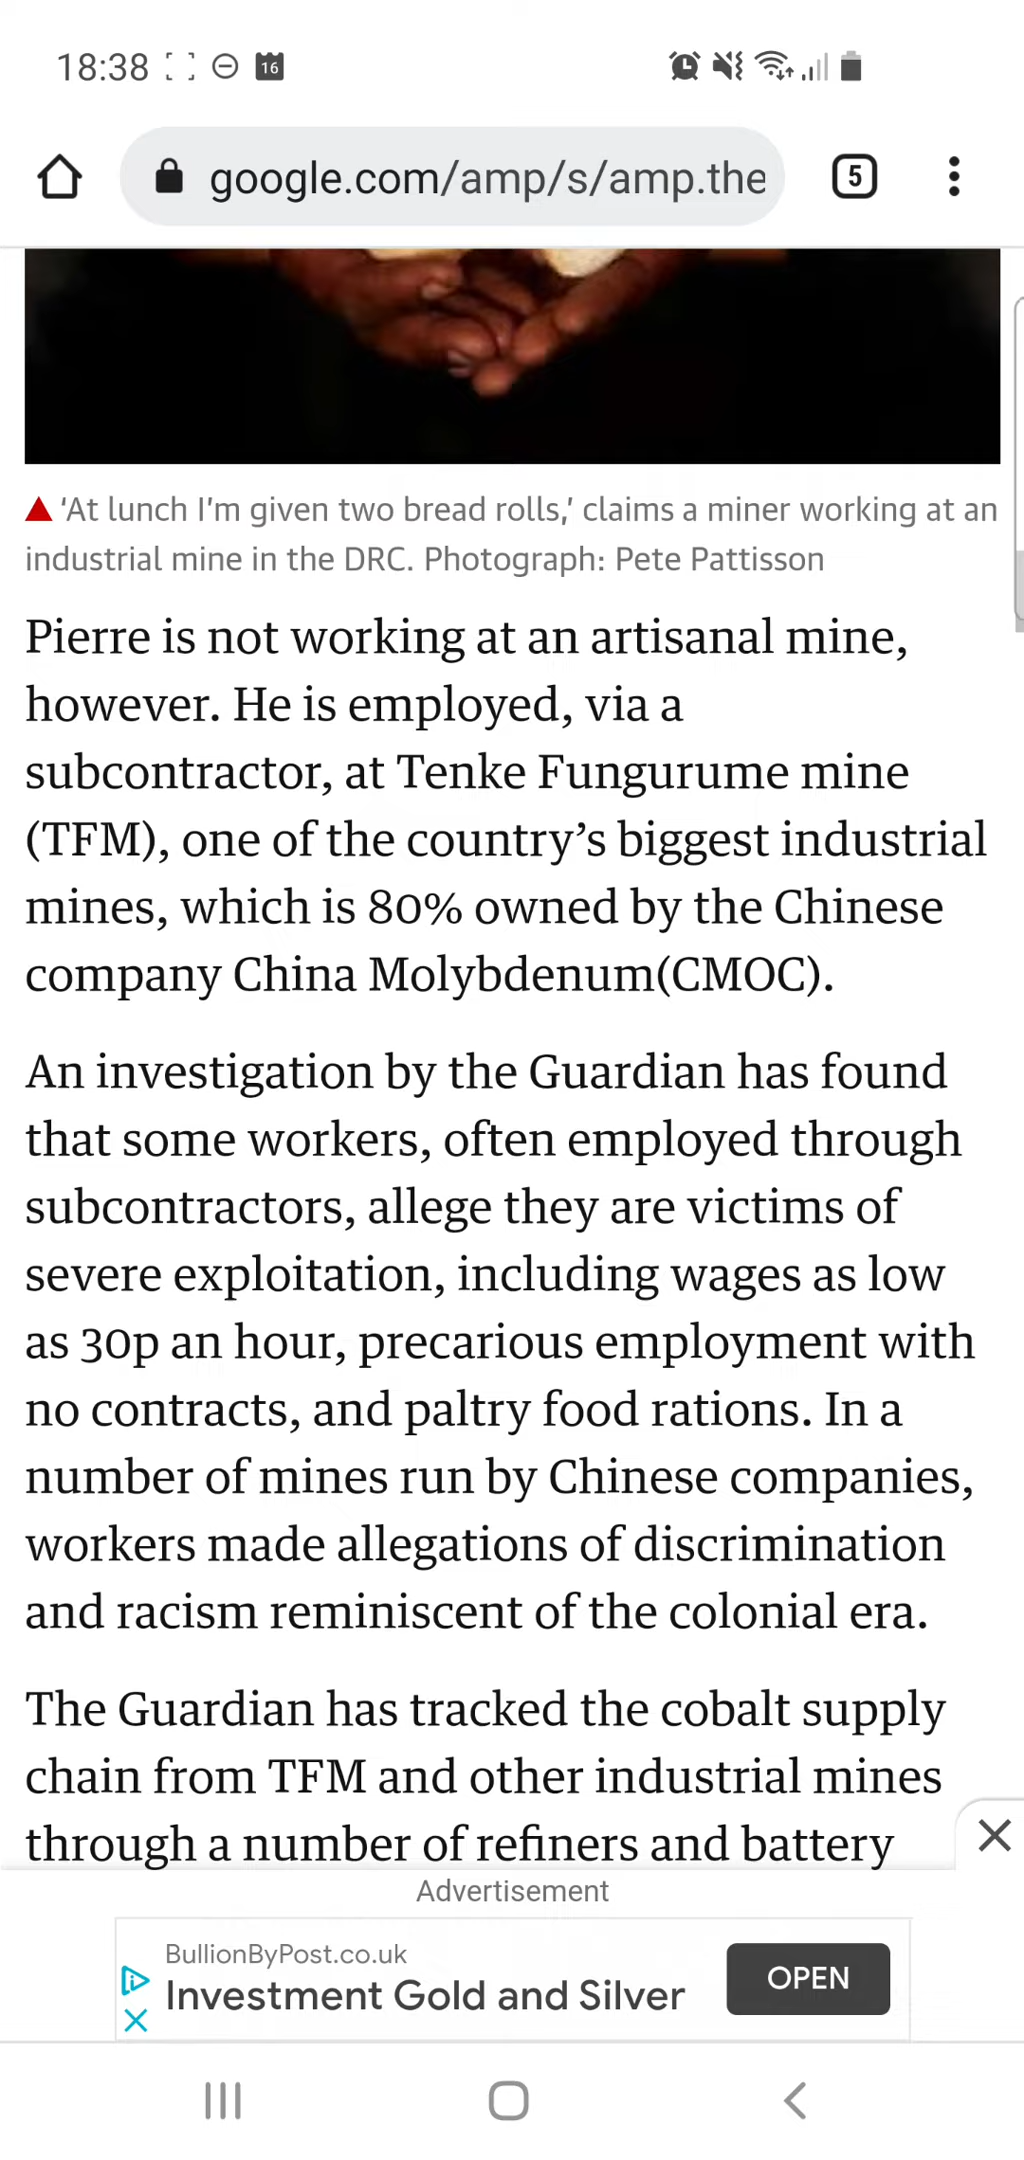 18:38
16
google.com/amp/s/amp.the
5
‘At lunch I’m given two bread rolls,’ claims a miner working at an
industrial mine in the DRC. Photograph: Pete Pattisson
Pierre is not working at an artisanal mine,
however. He is employed, via a
subcontractor, at Tenke Fungurume mine
(TFM), one of the country’s biggest industrial
mines, which is 80% owned by the Chinese
company China Molybdenum(CMOC).
An investigation by the Guardian has found
that some workers, often employed through
subcontractors, allege they are victims of
severe exploitation, including wages as low
as 30p an hour, precarious employment with
no contracts, and paltry food rations. In a
number of mines run by Chinese companies,
workers made allegations of discrimination
and racism reminiscent of the colonial era.
The Guardian has tracked the cobalt supply
chain from TFM and other industrial mines
through a number of refiners and battery
Advertisement
BullionByPost.co.uk
Investment Gold and Silver
OPEN